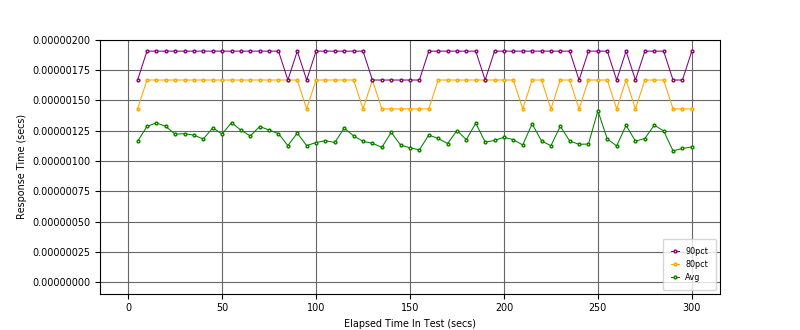 0.00000200
0.00000175
0.00000150
0.00000125
0.00000100
0.00000075
0.00000050
0.00000025
0.00000000
Response Time (secs)
0 50 100 150 200 250 300
Elapsed Time In Test (secs)
90pct
80pct
Avg